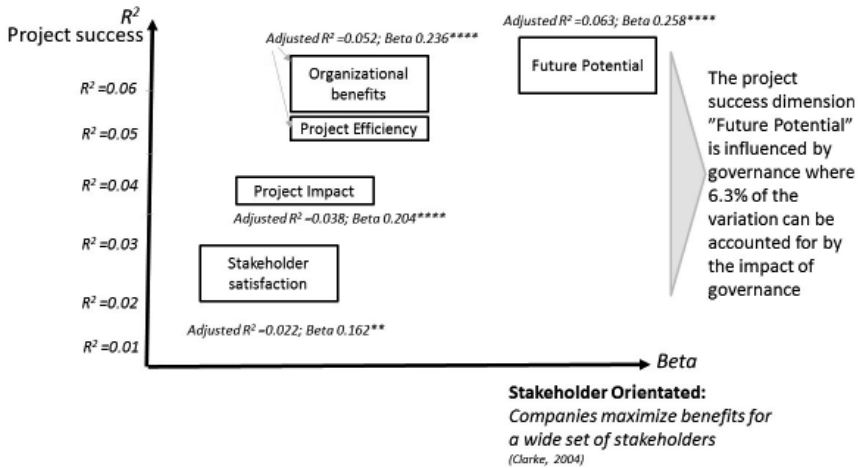 R²
Project success
Adjusted R² =0.052; Beta 0.236****
Adjusted R² =0.063; Beta 0.258****
Organizational
benefits
Future Potential
R² =0.06
Project Efficiency
R² =0.05
R² =0.04
Project Impact
Adjusted R² =0.038; Beta 0.204****
R² =0.03
Stakeholder
satisfaction
R² =0.02
Adjusted R² =0.022; Beta 0.162**
R² =0.01
Beta
The project
success dimension
"Future Potential"
is influenced by
governance where
6.3% of the
variation can be
accounted for by
the impact of
governance
Stakeholder Orientated:
Companies maximize benefits for
a wide set of stakeholders
(Clarke, 2004)